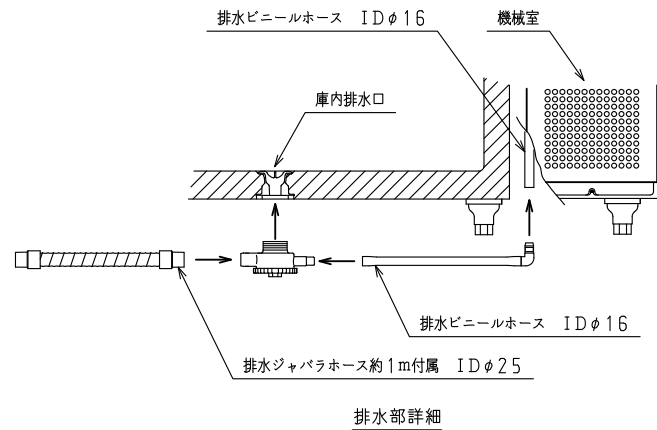 排水ビニールホース IDφ16
機械室
庫内排水口
排水ビニールホース IDφ16
排水ジャバラホース約1m付属 IDφ25
排水部詳細